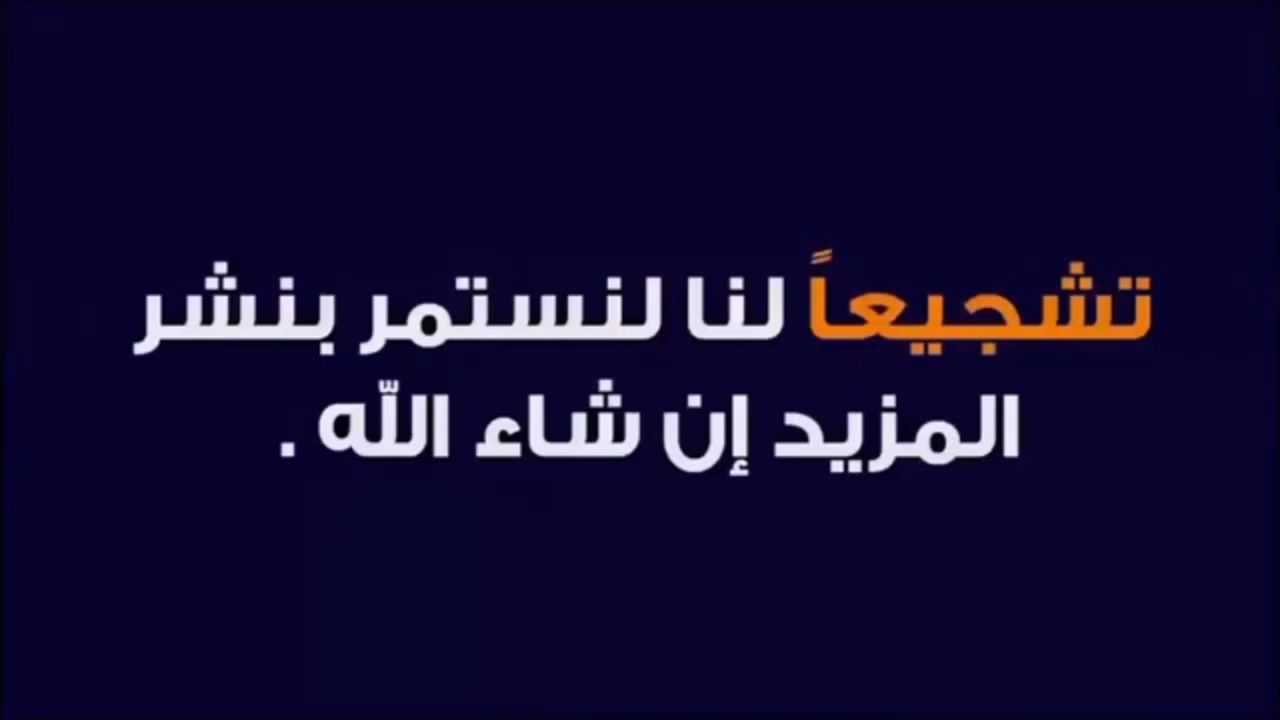 تشجيعاً لنا لنستمر بنشر
المزيد إن شاء اللّه .